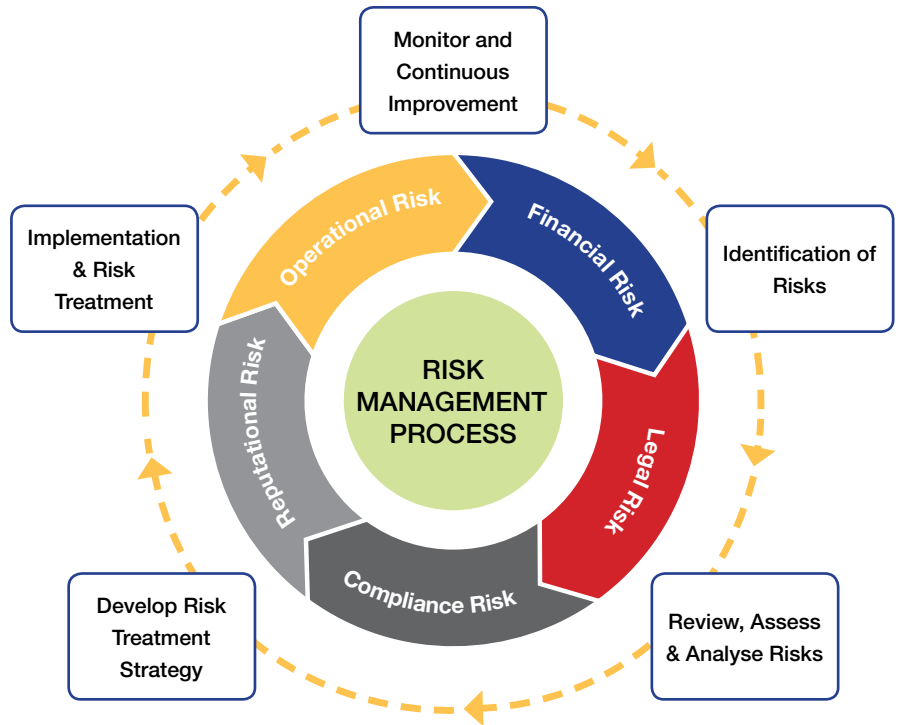 Monitor and
Continuous
Improvement
Identification of
Risks
Review, Assess
& Analyse Risks
Develop Risk
Treatment
Strategy
Implementation
& Risk
Treatment
Operational Risk
Financial Risk
Legal Risk
Compliance Risk
Reputational Risk
RISK
MANAGEMENT
PROCESS